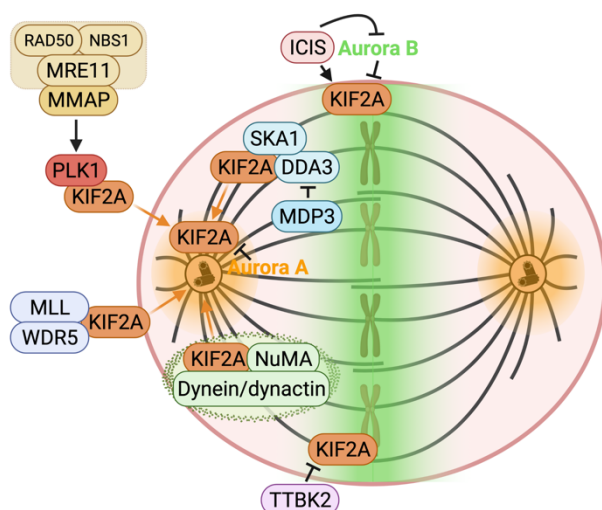 RAD50 NBS1
MRE11
MMAP
PLK1
KIF2A
ICIS Aurora B
KIF2A
SKA1
KIF2A DDA3
MDP3
KIF2A
Aurora A
MLL
WDR5
KIF2A
KIF2A NuMA
Dynein/dynactin
KIF2A
TTBK2